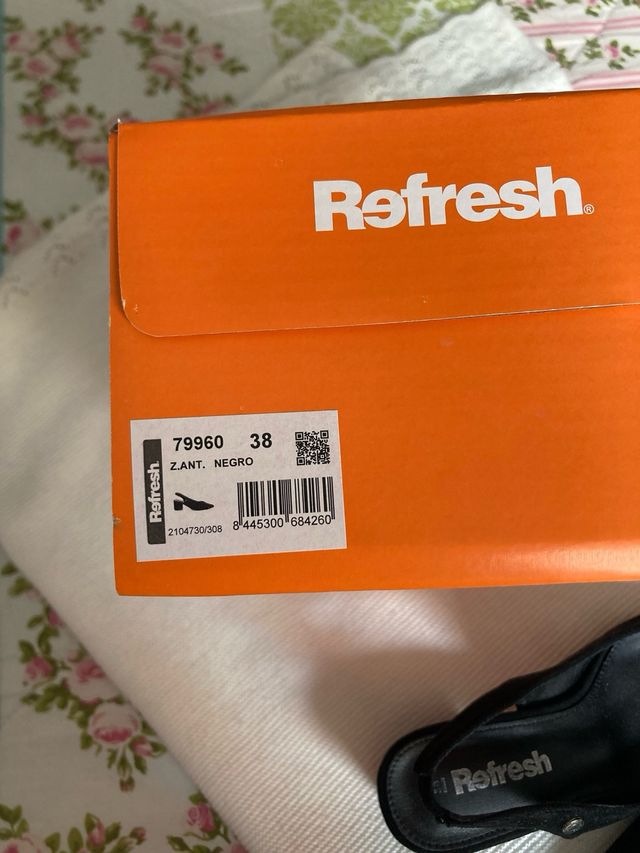 Refresh®
79960 38
Z.ANT. NEGRO
Refresh
2104730/308
8 445300 684260
Refresh